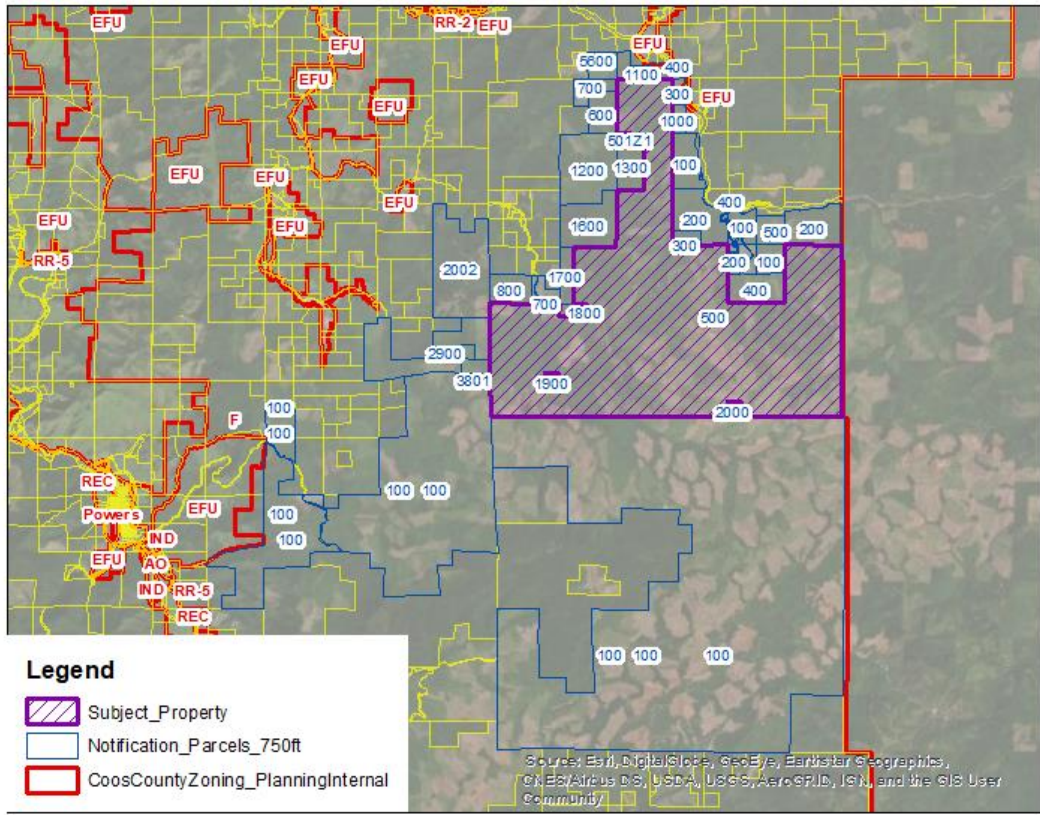 EFU
RR-2
EFU
EFU
EFU
5600
400
1100
EFU
700
300
EFU
EFU
600
1000
501Z1
EFU
1200
1300
100
EFU
EFU
400
1600
200
100
500
200
EFU
EFU
300
RR-5
200
100
2002
1700
800
400
700
1800
500
2900
3801
1900
2000
100
F
100
REC
100
100
EFU
Powers
100
IND
100
EFU
AO
IND
RR-5
REC
100
100
100
Legend
Subject_Property
Notification_Parcels_750ft
CoosCountyZoning_PlanningInternal
Source: Esri, DigitalGlobe, GeoEye, Earthstar Geographics,
CNES/Airbus DS, USDA, USGS, AeroGRID, IGN, and the GIS User
Community